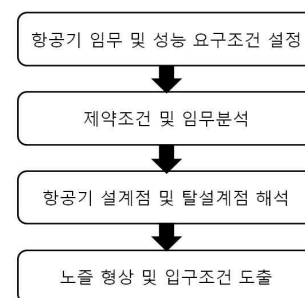 항공기 임무 및 성능 요구조건 설정
제약조건 및 임무분석
항공기 설계점 및 탈설계점 해석
노즐 형상 및 입구조건 도출